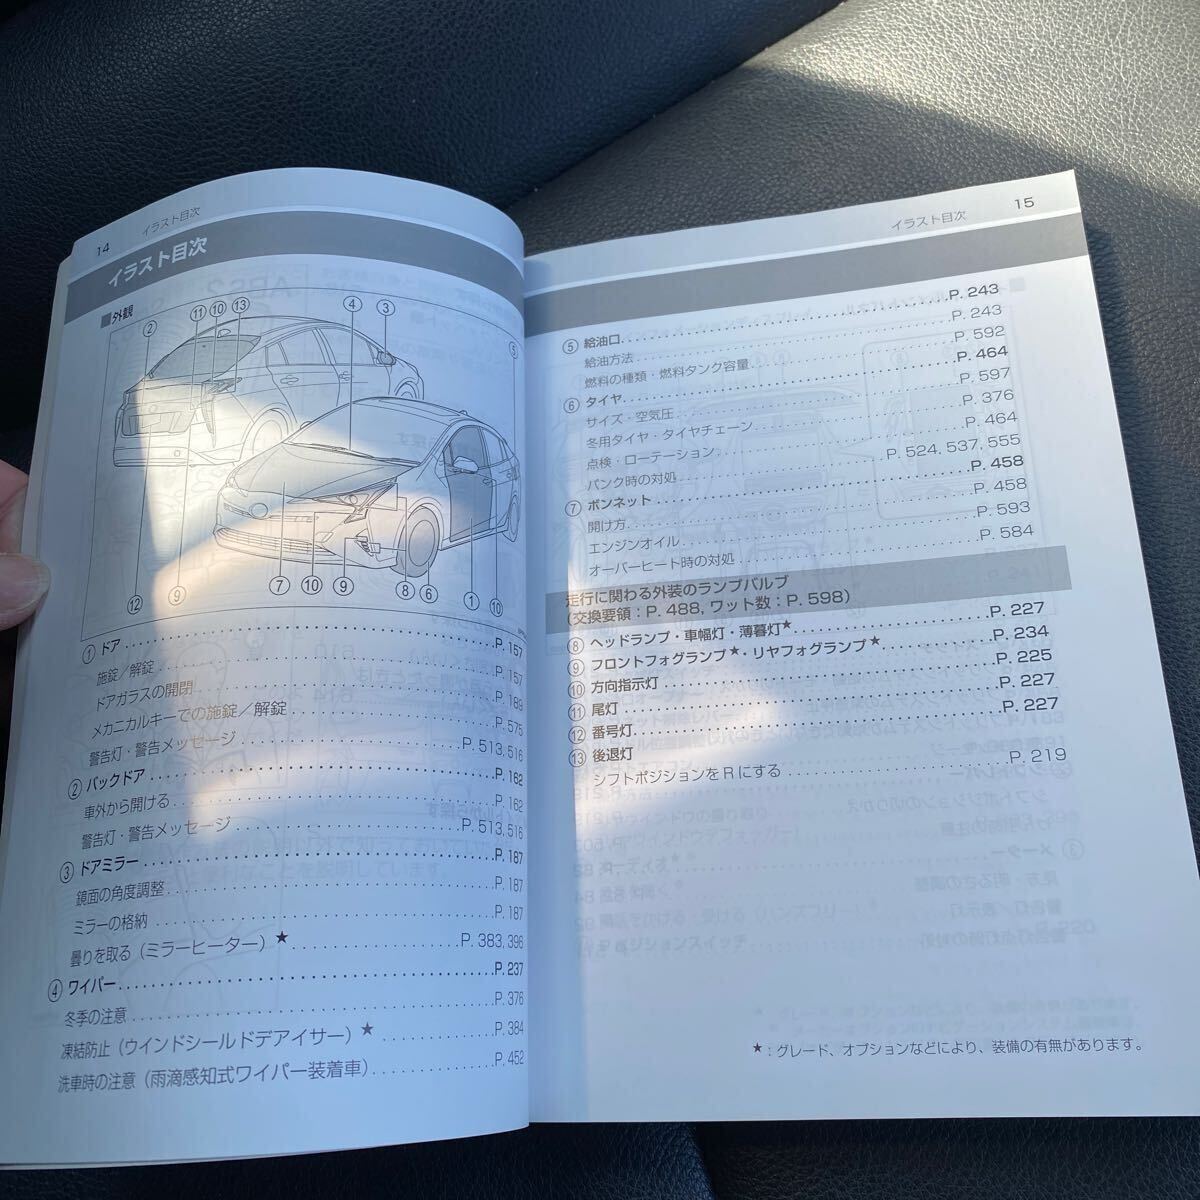 14
イラスト目次
イラスト目次
■外観
② ⑪ ⑩ ⑬ ④ ③ ⑤
⑫ ⑨ ⑦ ⑩ ⑨ ⑧ ⑥ ① ⑩
① ドア P. 157
施錠／解錠 P. 157
ドアガラスの開閉 P. 189
メカニカルキーでの施錠／解錠 P. 575
警告灯・警告メッセージ P. 513, 516
② バックドア P. 162
車外から開ける P. 162
警告灯・警告メッセージ P. 513, 516
③ ドアミラー P. 187
鏡面の角度調整 P. 187
ミラーの格納 P. 187
曇りを取る（ミラーヒーター）★ P. 383, 396
④ ワイパー P. 237
冬季の注意 P. 376
凍結防止（ウインドシールドデアイサー）★ P. 384
洗車時の注意（雨滴感知式ワイパー装着車） P. 452
イラスト目次
15
⑤ 給油口 P. 243
給油方法 P. 243
燃料の種類・燃料タンク容量 P. 592
⑥ タイヤ P. 464
サイズ・空気圧 P. 597
冬用タイヤ・タイヤチェーン P. 376
点検・ローテーション P. 464
パンク時の対処 P. 524, 537, 555
⑦ ボンネット P. 458
開け方 P. 458
エンジンオイル P. 593
オーバーヒート時の対処 P. 584
走行に関わる外装のランプバルブ
（交換要領：P. 488, ワット数：P. 598）
⑧ ヘッドランプ・車幅灯・薄暮灯★ P. 227
⑨ フロントフォグランプ★・リヤフォグランプ★ P. 234
⑩ 方向指示灯 P. 225
⑪ 尾灯 P. 227
⑫ 番号灯 P. 227
⑬ 後退灯
シフトポジションをRにする P. 219
★：グレード、オプションなどにより、装備の有無があります。